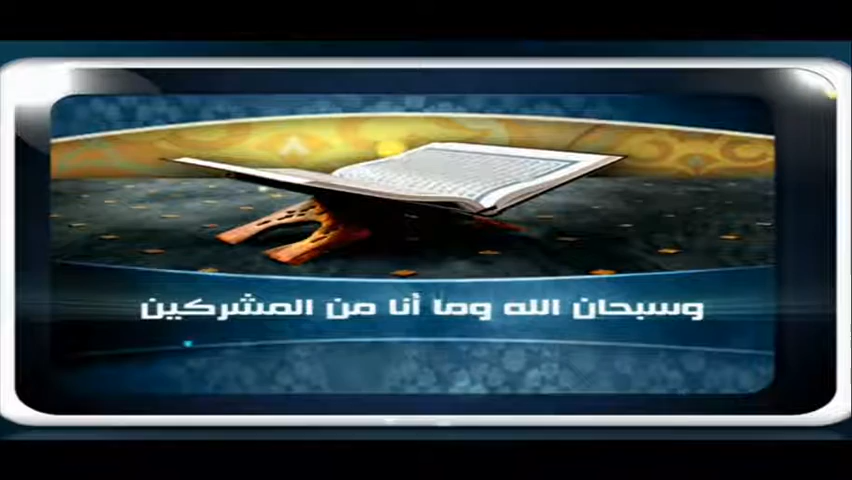 وسبحان الله وما أنا من المشركين